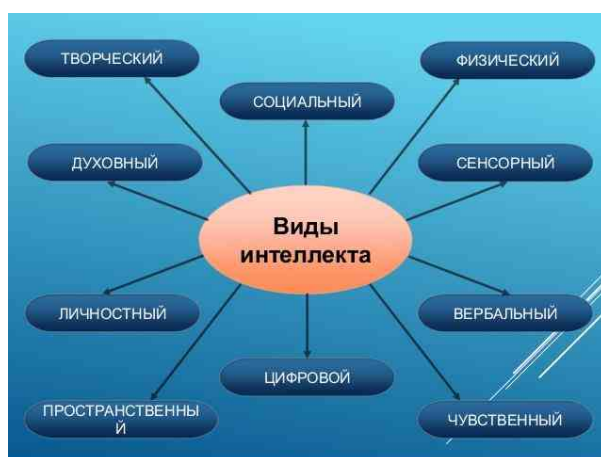 ТВОРЧЕСКИЙ
ФИЗИЧЕСКИЙ
СОЦИАЛЬНЫЙ
ДУХОВНЫЙ
СЕНСОРНЫЙ
Виды
интеллекта
ЛИЧНОСТНЫЙ
ВЕРБАЛЬНЫЙ
ЦИФРОВОЙ
ПРОСТРАНСТВЕННЫ
Й
ЧУВСТВЕННЫЙ